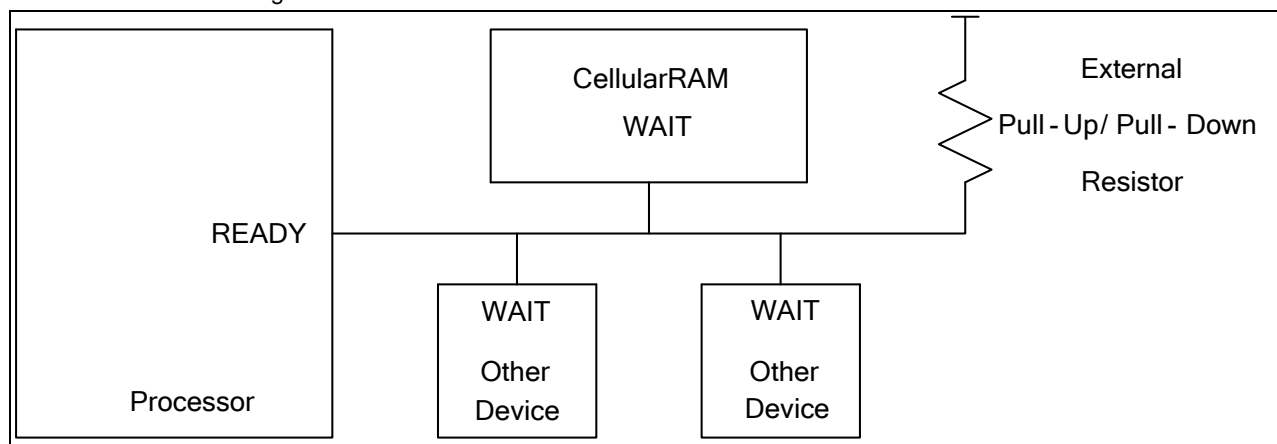 CellularRAM
WAIT
External
Pull - Up/ Pull - Down
Resistor
READY
WAIT
Other
Device
WAIT
Other
Device
Processor